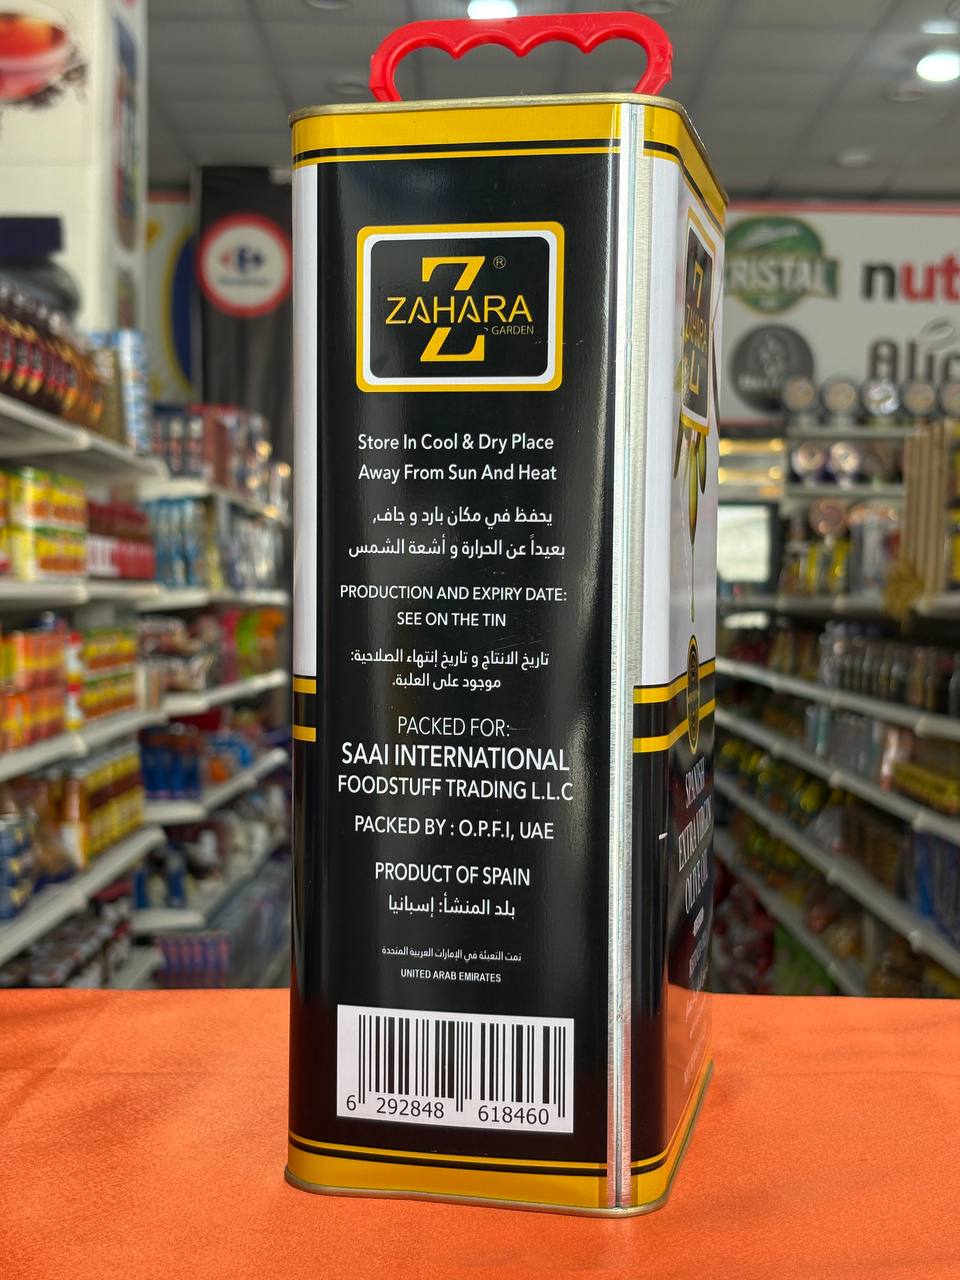 Z ®
ZAHARA
GARDEN
Store In Cool & Dry Place
Away From Sun And Heat
يحفظ في مكان بارد و جاف,
بعيداً عن الحرارة و أشعة الشمس
PRODUCTION AND EXPIRY DATE:
SEE ON THE TIN
تاريخ الانتاج و تاريخ إنتهاء الصلاحية:
موجود على العلبة.
PACKED FOR:-
SAAI INTERNATIONAL
FOODSTUFF TRADING L.L.C
PACKED BY : O.P.F.I, UAE
PRODUCT OF SPAIN
بلد المنشأ: إسبانيا
تمت التعبئة في الإمارات العربية المتحدة
UNITED ARAB EMIRATES
6 292848 618460
Z
ZAHARA
SPANISH
EXTRA VIRGIN
OLIVE OIL
RISTAL
nut
Alic